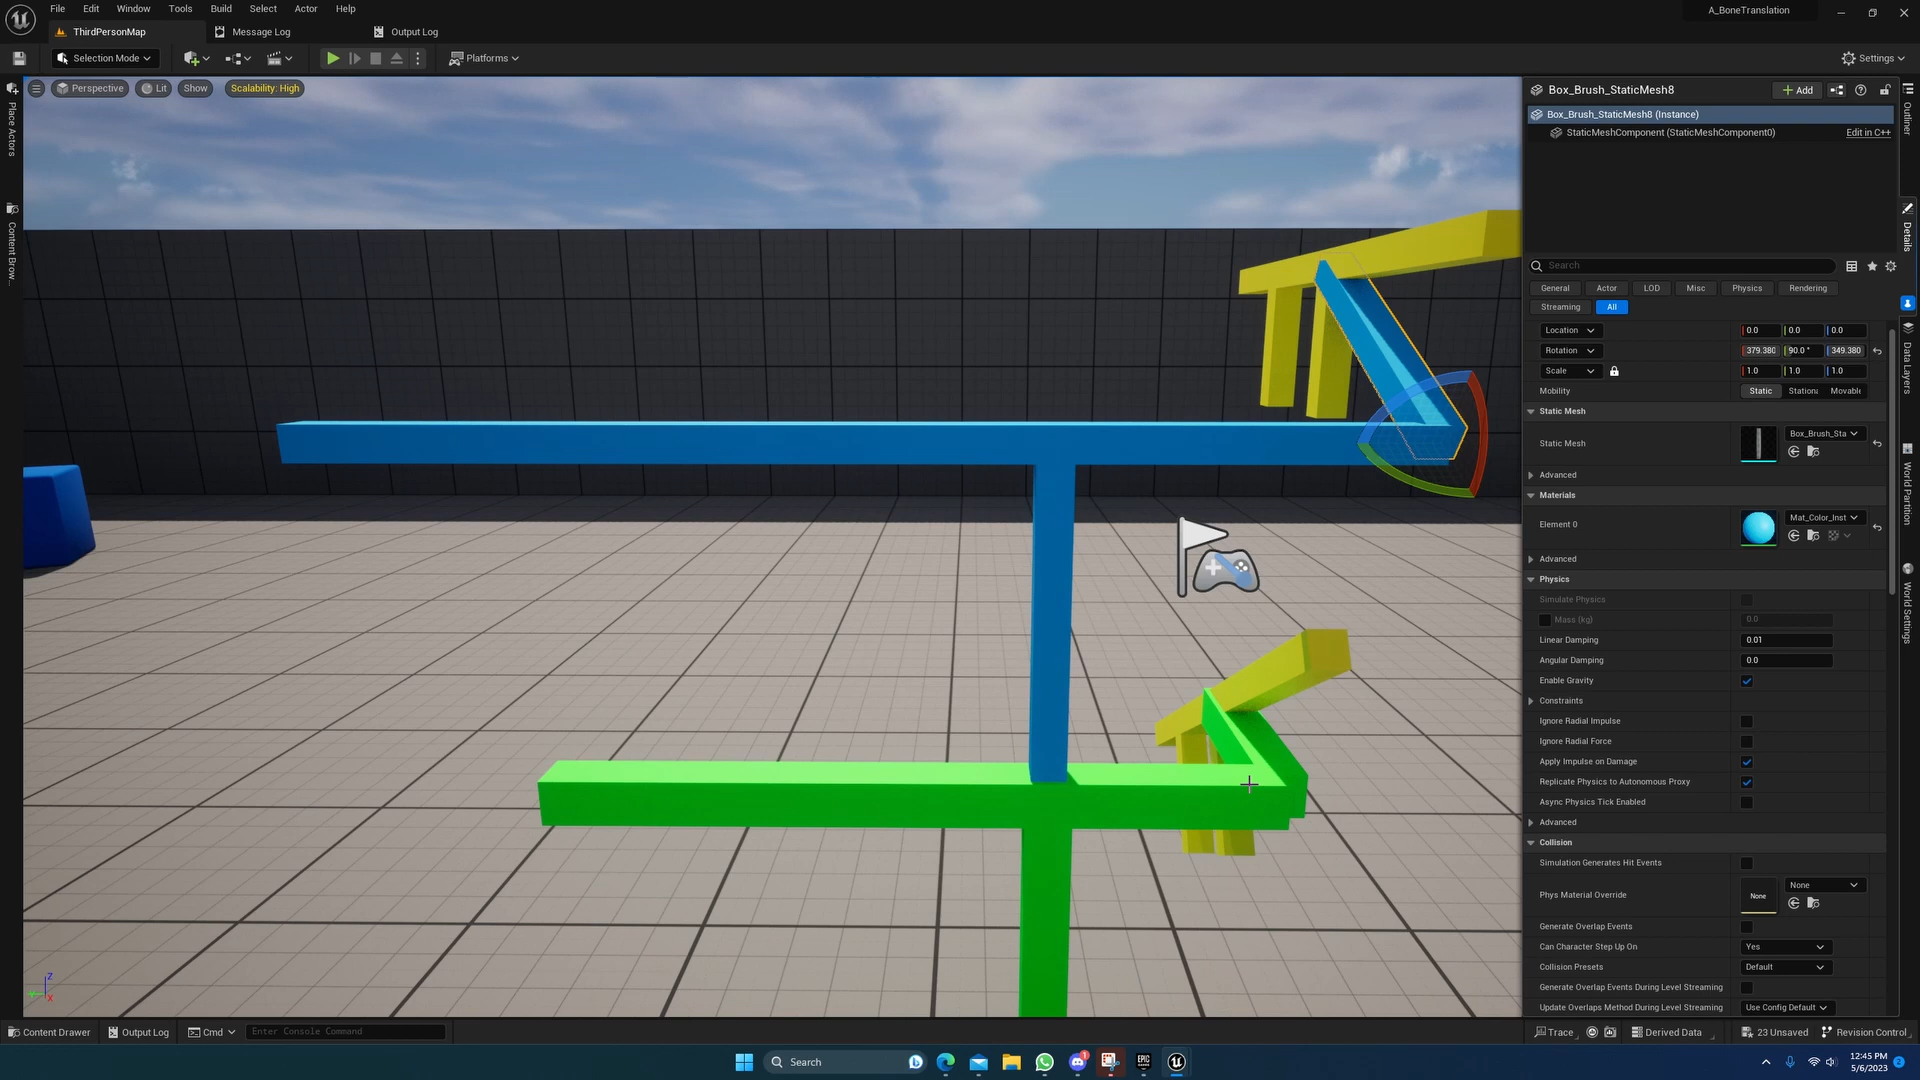 File Edit Window Tools Build Select Actor Help
A_BoneTranslation
ThirdPersonMap Message Log Output Log
Selection Mode Platforms Settings
Perspective Lit Show Scalability: High
Place Actors
Content Brow...
Box_Brush_StaticMesh8 Add
Box_Brush_StaticMesh8 (Instance)
StaticMeshComponent (StaticMeshComponent0) Edit in C++
Search
General Actor LOD Misc Physics Rendering
Streaming All
Location 0.0 0.0 0.0
Rotation 379.380 90.0° 349.380
Scale 1.0 1.0 1.0
Mobility Static Station Movable
Static Mesh
Static Mesh Box_Brush_Sta
Advanced
Materials
Element 0 Mat_Color_Inst
Advanced
Physics
Simulate Physics
Mass (kg) 0.0
Linear Damping 0.01
Angular Damping 0.0
Enable Gravity
Constraints
Ignore Radial Impulse
Ignore Radial Force
Apply Impulse on Damage
Replicate Physics to Autonomous Proxy
Async Physics Tick Enabled
Advanced
Collision
Simulation Generates Hit Events
Phys Material Override None None
Generate Overlap Events
Can Character Step Up On Yes
Collision Presets Default
Generate Overlap Events During Level Streaming
Update Overlaps Method During Level Streaming Use Config Default
Outliner
Details
Data Layers
World Partition
World Settings
Z
X
Content Drawer Output Log Cmd Enter Console Command
Trace Derived Data 23 Unsaved Revision Control
Search
EPIC
1
12:45 PM
5/6/2023
2